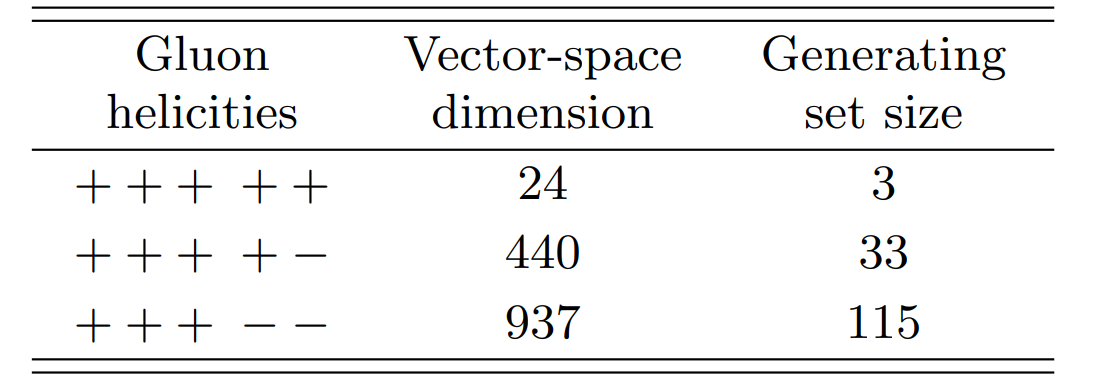 Gluon Vector-space Generating
helicities dimension set size
+ + + + + 24 3
+ + + + − 440 33
+ + + − − 937 115